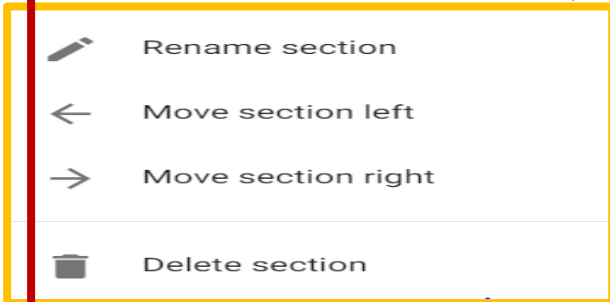 Rename section
Move section left
Move section right
Delete section